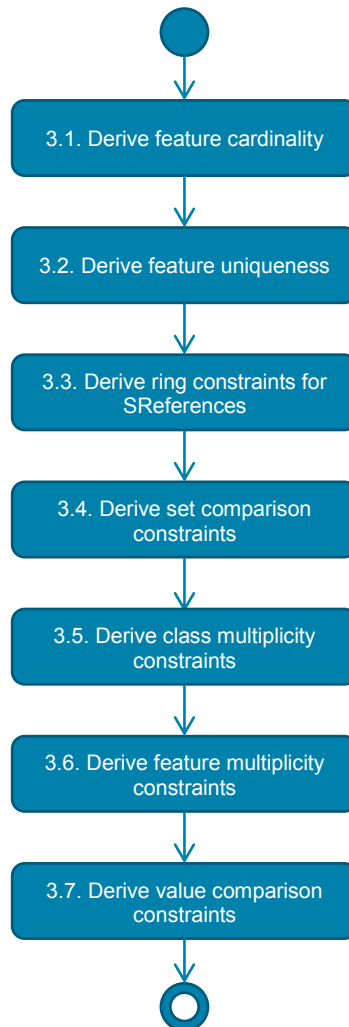 3.1. Derive feature cardinality
3.2. Derive feature uniqueness
3.3. Derive ring constraints for
SReferences
3.4. Derive set comparison
constraints
3.5. Derive class multiplicity
constraints
3.6. Derive feature multiplicity
constraints
3.7. Derive value comparison
constraints